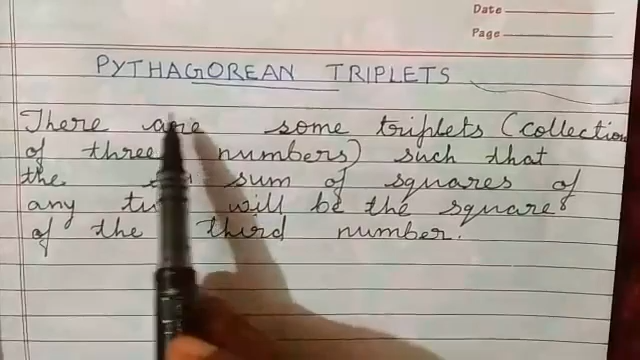 Date
Page
PYTHAGOREAN TRIPLETS
There are some triplets (collection
of three numbers) such that
the sum of squares of
any will be the square
of the third number.